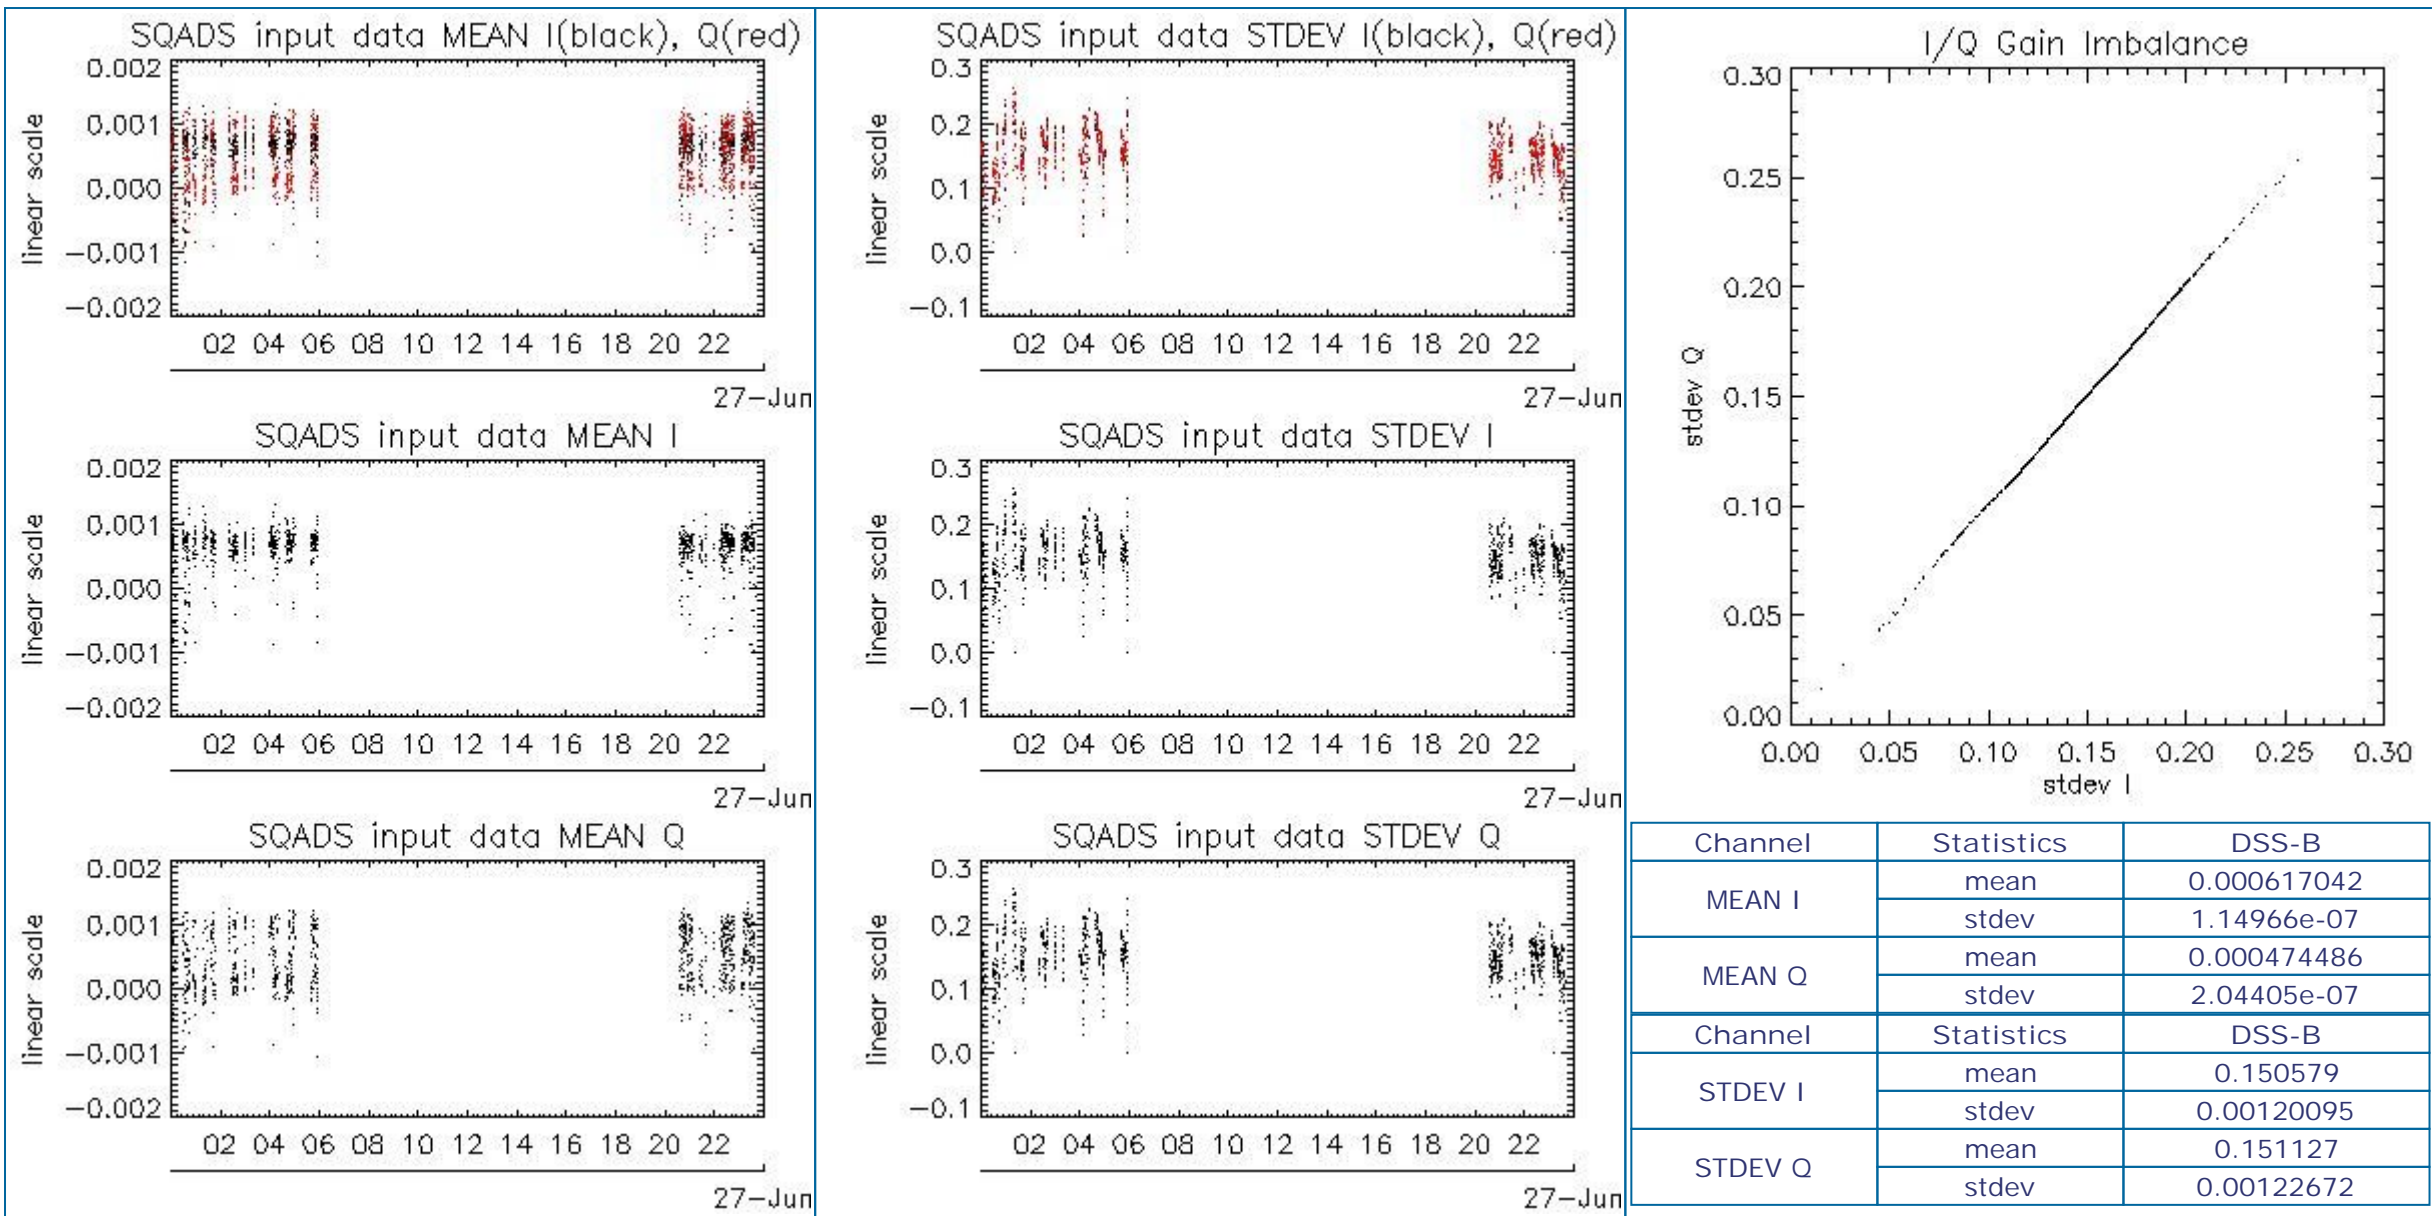 SQADS input data MEAN I(black), Q(red)
0.002
0.001
0.000
−0.001
−0.002
linear scale
02 04 06 08 10 12 14 16 18 20 22
27−Jun
SQADS input data MEAN I
0.002
0.001
0.000
−0.001
−0.002
linear scale
02 04 06 08 10 12 14 16 18 20 22
27−Jun
SQADS input data MEAN Q
0.002
0.001
0.000
−0.001
−0.002
linear scale
02 04 06 08 10 12 14 16 18 20 22
27−Jun
SQADS input data STDEV I(black), Q(red)
0.3
0.2
0.1
0.0
−0.1
linear scale
02 04 06 08 10 12 14 16 18 20 22
27−Jun
SQADS input data STDEV I
0.3
0.2
0.1
0.0
−0.1
linear scale
02 04 06 08 10 12 14 16 18 20 22
27−Jun
SQADS input data STDEV Q
0.3
0.2
0.1
0.0
−0.1
linear scale
02 04 06 08 10 12 14 16 18 20 22
27−Jun
I/Q Gain Imbalance
0.30
0.25
0.20
0.15
0.10
0.05
0.00
stdev Q
0.00 0.05 0.10 0.15 0.20 0.25 0.30
stdev I
Channel Statistics DSS-B
MEAN I mean 0.000617042
stdev 1.14966e-07
MEAN Q mean 0.000474486
stdev 2.04405e-07
Channel Statistics DSS-B
STDEV I mean 0.150579
stdev 0.00120095
STDEV Q mean 0.151127
stdev 0.00122672